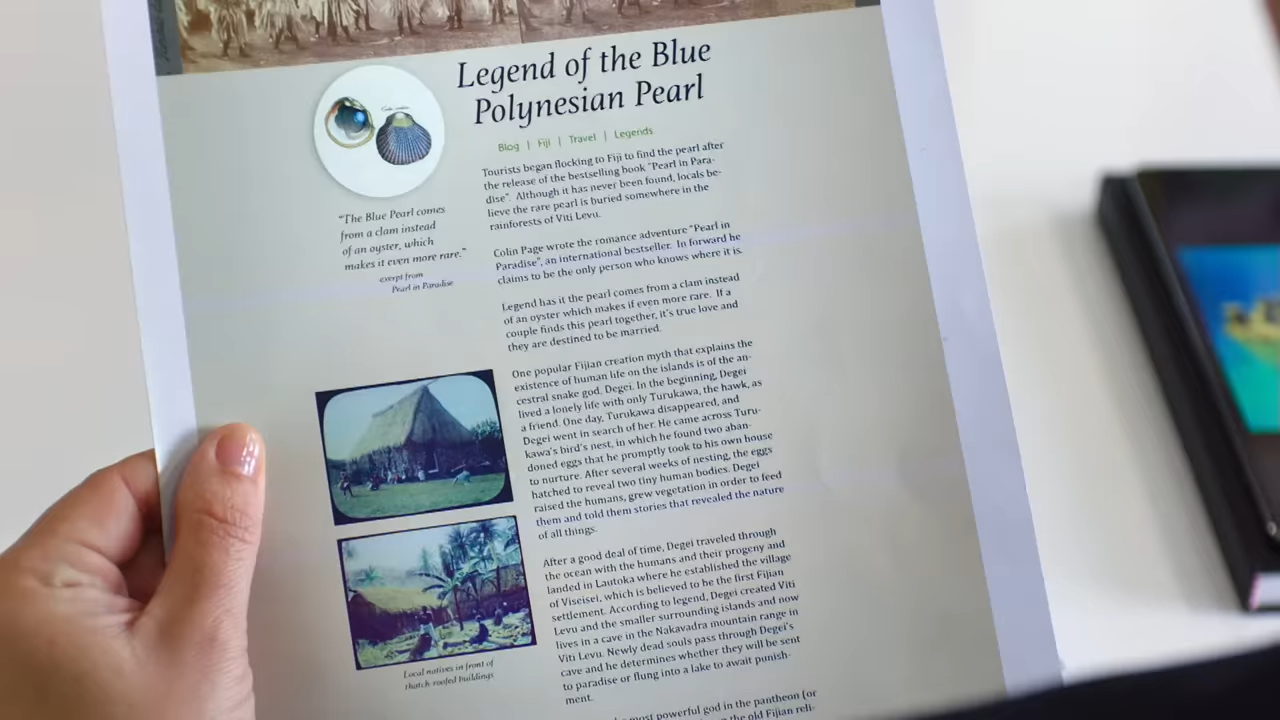 Legend of the Blue
Polynesian Pearl
Blog | Fiji | Travel | Legends
Tourists began flocking to Fiji to find the pearl after
the release of the bestselling book "Pearl in Para-
dise". Although it has never been found, locals be-
lieve the rare pearl is buried somewhere in the
rainforests of Viti Levu.
"The Blue Pearl comes
from a clam instead
of an oyster, which
makes it even more rare."
exerpt from
Pearl in Paradise
Colin Page wrote the romance adventure "Pearl in
Paradise", an international bestseller. In forward he
claims to be the only person who knows where it is.
Legend has it the pearl comes from a clam instead
of an oyster which makes if even more rare. If a
couple finds this pearl together, it's true love and
they are destined to be married.
One popular Fijian creation myth that explains the
existence of human life on the islands is of the an-
cestral snake god, Degei. In the beginning, Degei
lived a lonely life with only Turukawa, the hawk, as
a friend. One day, Turukawa disappeared, and
Degei went in search of her. He came across Turu-
kawa's bird's nest, in which he found two aban-
doned eggs that he promptly took to his own house
to nurture. After several weeks of nesting, the eggs
hatched to reveal two tiny human bodies. Degei
raised the humans, grew vegetation in order to feed
them and told them stories that revealed the nature
of all things.
After a good deal of time, Degei traveled through
the ocean with the humans and their progeny and
landed in Lautoka where he established the village
of Viseisei, which is believed to be the first Fijian
settlement. According to legend, Degei created Viti
Levu and the smaller surrounding islands and now
lives in a cave in the Nakavadra mountain range in
Viti Levu. Newly dead souls pass through Degei's
cave and he determines whether they will be sent
to paradise or flung into a lake to await punish-
ment.
Local natives in front of
thatch-roofed buildings
most powerful god in the pantheon (or
the old Fijian reli-